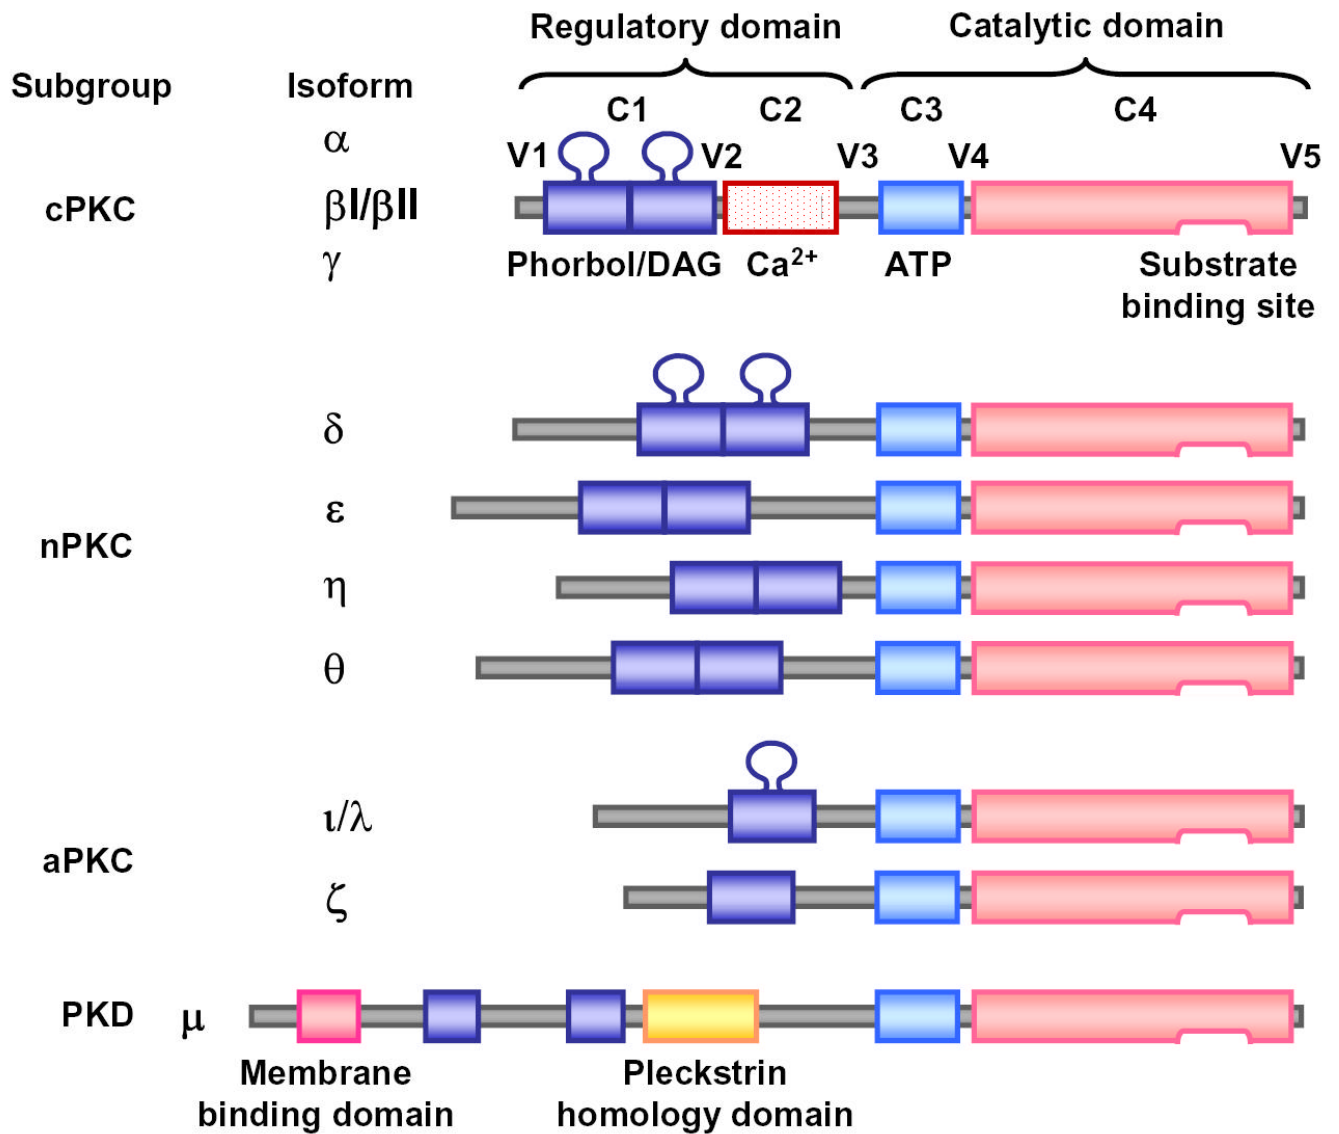 Regulatory domain
Catalytic domain
Subgroup
Isoform
C1
C2
C3
C4
α
V1
V2
V3
V4
V5
cPKC
βI/βII
γ
Phorbol/DAG
Ca²⁺
ATP
Substrate
binding site
δ
nPKC
ε
η
θ
aPKC
ι/λ
ζ
PKD
μ
Membrane
binding domain
Pleckstrin
homology domain